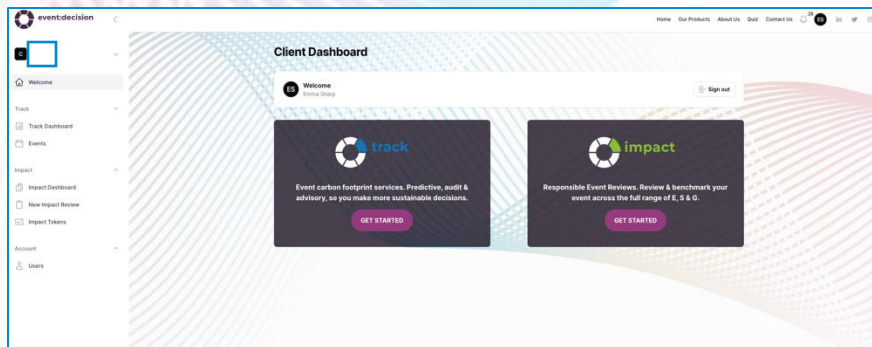 event:decision
Home Our Products About Us Quiz Contact Us 28 ES in
C
Welcome
Track
Track Dashboard
Events
Impact
Impact Dashboard
New Impact Review
Impact Tokens
Account
Users
Client Dashboard
ES Welcome
Emma Sharp
Sign out
track
Event carbon footprint services. Predictive, audit &
advisory, so you make more sustainable decisions.
GET STARTED
impact
Responsible Event Reviews. Review & benchmark your
event across the full range of E, S & G.
GET STARTED